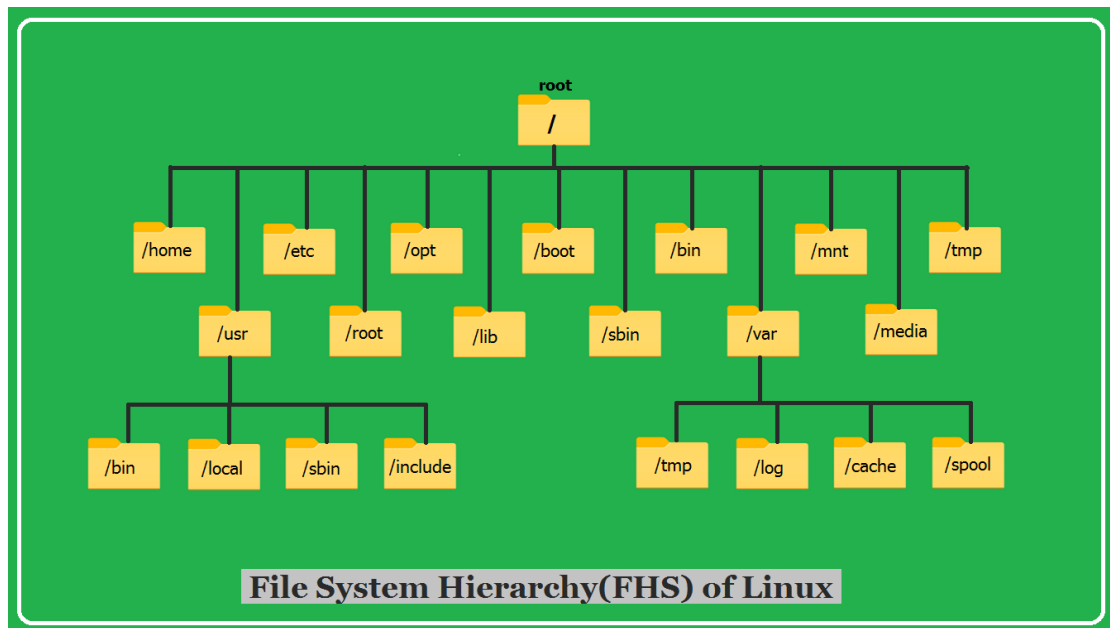 root
/
/home
/etc
/opt
/boot
/bin
/mnt
/tmp
/usr
/root
/lib
/sbin
/var
/media
/bin
/local
/sbin
/include
/tmp
/log
/cache
/spool
File System Hierarchy(FHS) of Linux